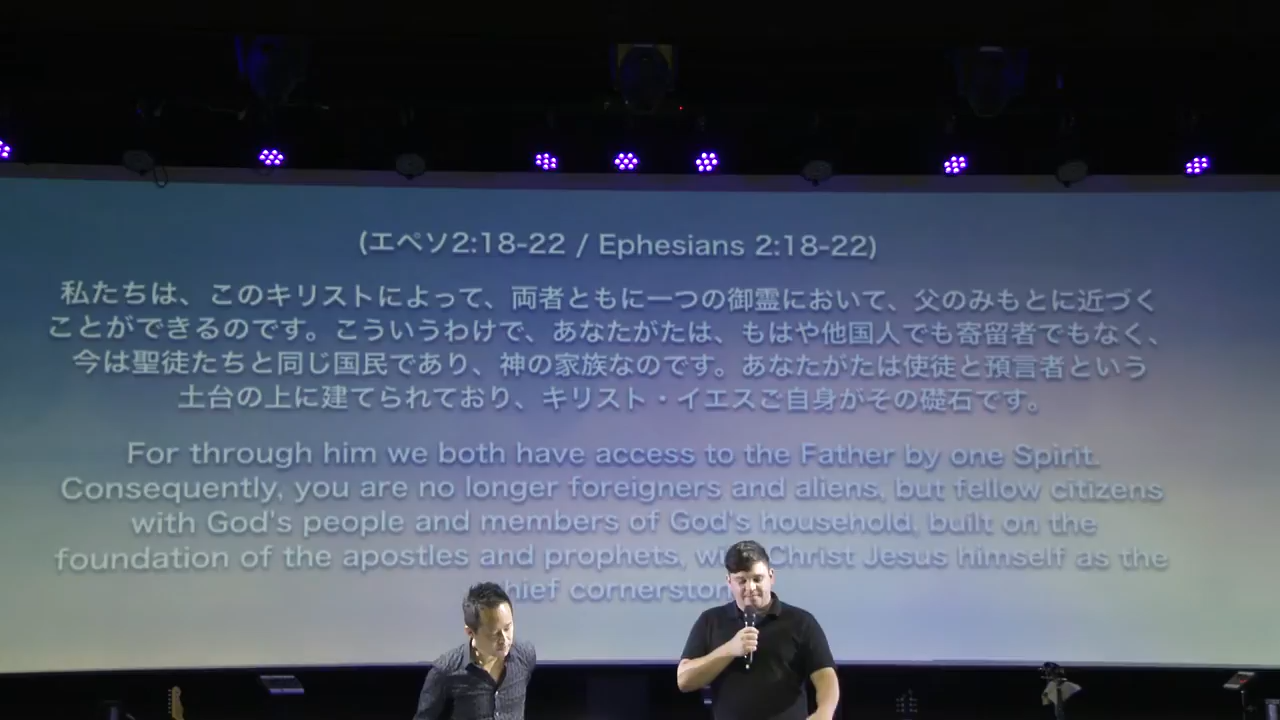 (エペソ2:18-22 / Ephesians 2:18-22)
私たちは、このキリストによって、両者ともに一つの御霊において、父のみもとに近づく
ことができるのです。こういうわけで、あなたがたは、もはや他国人でも寄留者でもなく、
今は聖徒たちと同じ国民であり、神の家族なのです。あなたがたは使徒と預言者という
土台の上に建てられており、キリスト・イエスご自身がその礎石です。
For through him we both have access to the Father by one Spirit.
Consequently, you are no longer foreigners and aliens, but fellow citizens
with God's people and members of God's household, built on the
foundation of the apostles and prophets, Christ Jesus himself as the